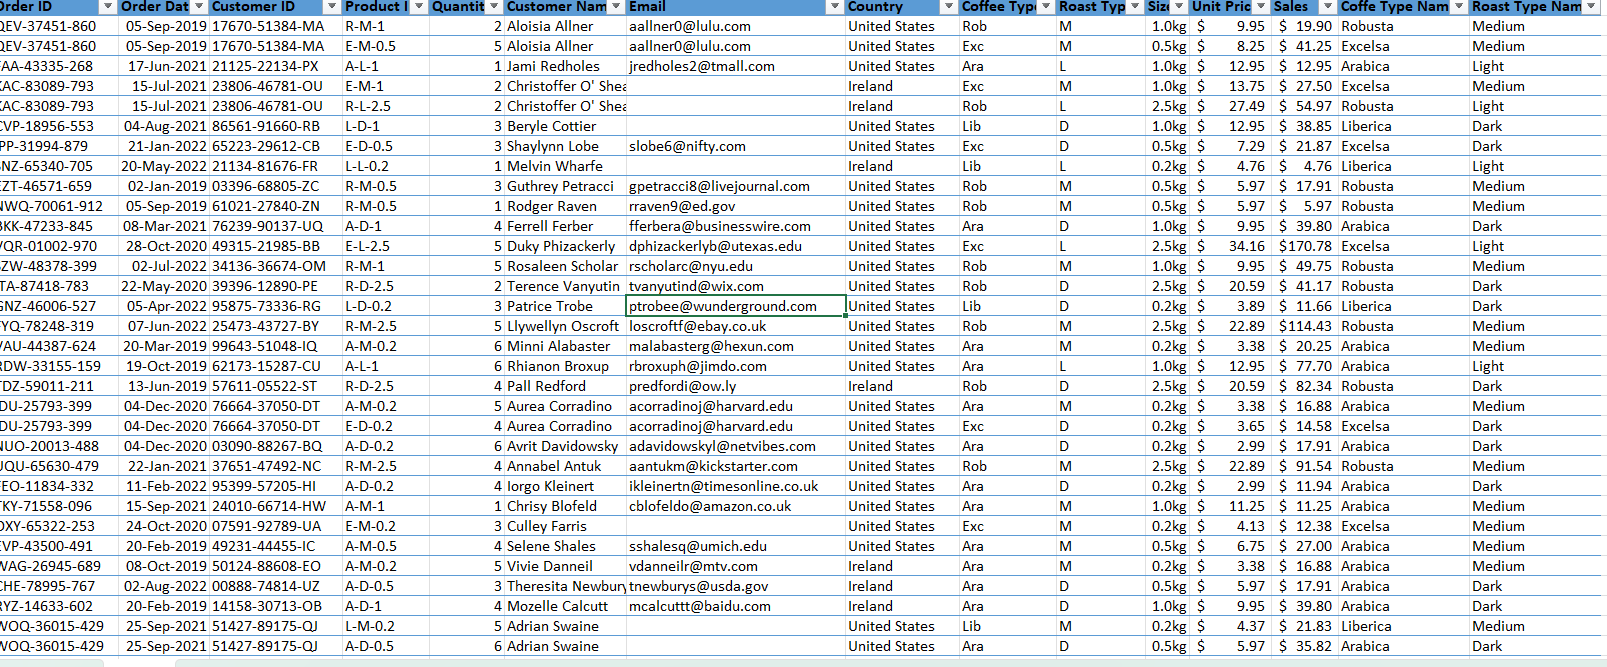 Order ID Order Dat Customer ID Product I Quantit Customer Nam Email Country Coffee Typ Roast Typ Size Unit Pric Sales Coffe Type Nam Roast Type Nam
QEV-37451-860 05-Sep-2019 17670-51384-MA R-M-1 2 Aloisia Allner aallner0@lulu.com United States Rob M 1.0kg $ 9.95 $ 19.90 Robusta Medium
QEV-37451-860 05-Sep-2019 17670-51384-MA E-M-0.5 5 Aloisia Allner aallner0@lulu.com United States Exc M 0.5kg $ 8.25 $ 41.25 Excelsa Medium
FAA-43335-268 17-Jun-2021 21125-22134-PX A-L-1 1 Jami Redholes jredholes2@tmall.com United States Ara L 1.0kg $ 12.95 $ 12.95 Arabica Light
KAC-83089-793 15-Jul-2021 23806-46781-OU E-M-1 2 Christoffer O' Shea Ireland Exc M 1.0kg $ 13.75 $ 27.50 Excelsa Medium
KAC-83089-793 15-Jul-2021 23806-46781-OU R-L-2.5 2 Christoffer O' Shea Ireland Rob L 2.5kg $ 27.49 $ 54.97 Robusta Light
CVP-18956-553 04-Aug-2021 86561-91660-RB L-D-1 3 Beryle Cottier United States Lib D 1.0kg $ 12.95 $ 38.85 Liberica Dark
IPP-31994-879 21-Jan-2022 65223-29612-CB E-D-0.5 3 Shaylynn Lobe slobe6@nifty.com United States Exc D 0.5kg $ 7.29 $ 21.87 Excelsa Dark
NZ-65340-705 20-May-2022 21134-81676-FR L-L-0.2 1 Melvin Wharfe Ireland Lib L 0.2kg $ 4.76 $ 4.76 Liberica Light
EZT-46571-659 02-Jan-2019 03396-68805-ZC R-M-0.5 3 Guthrey Petracci gpetracci8@livejournal.com United States Rob M 0.5kg $ 5.97 $ 17.91 Robusta Medium
NWQ-70061-912 05-Sep-2019 61021-27840-ZN R-M-0.5 1 Rodger Raven rraven9@ed.gov United States Rob M 0.5kg $ 5.97 $ 5.97 Robusta Medium
BKK-47233-845 08-Mar-2021 76239-90137-UQ A-D-1 4 Ferrell Ferber fferbera@businesswire.com United States Ara D 1.0kg $ 9.95 $ 39.80 Arabica Dark
VQR-01002-970 28-Oct-2020 49315-21985-BB E-L-2.5 5 Duky Phizackerly dphizackerlyb@utexas.edu United States Exc L 2.5kg $ 34.16 $170.78 Excelsa Light
ZW-48378-399 02-Jul-2022 34136-36674-OM R-M-1 5 Rosaleen Scholar rscholarc@nyu.edu United States Rob M 1.0kg $ 9.95 $ 49.75 Robusta Medium
TA-87418-783 22-May-2020 39396-12890-PE R-D-2.5 2 Terence Vanyutin tvanyutind@wix.com United States Rob D 2.5kg $ 20.59 $ 41.17 Robusta Dark
GNZ-46006-527 05-Apr-2022 95875-73336-RG L-D-0.2 3 Patrice Trobe ptrobee@wunderground.com United States Lib D 0.2kg $ 3.89 $ 11.66 Liberica Dark
FYQ-78248-319 07-Jun-2022 25473-43727-BY R-M-2.5 5 Llywellyn Oscroft loscroftf@ebay.co.uk United States Rob M 2.5kg $ 22.89 $114.43 Robusta Medium
VAU-44387-624 20-Mar-2019 99643-51048-IQ A-M-0.2 6 Minni Alabaster malabasterg@hexun.com United States Ara M 0.2kg $ 3.38 $ 20.25 Arabica Medium
RDW-33155-159 19-Oct-2019 62173-15287-CU A-L-1 6 Rhianon Broxup rbroxuph@jimdo.com United States Ara L 1.0kg $ 12.95 $ 77.70 Arabica Light
TDZ-59011-211 13-Jun-2019 57611-05522-ST R-D-2.5 4 Pall Redford predfordi@ow.ly Ireland Rob D 2.5kg $ 20.59 $ 82.34 Robusta Dark
IDU-25793-399 04-Dec-2020 76664-37050-DT A-M-0.2 5 Aurea Corradino acorradinoj@harvard.edu United States Ara M 0.2kg $ 3.38 $ 16.88 Arabica Medium
IDU-25793-399 04-Dec-2020 76664-37050-DT E-D-0.2 4 Aurea Corradino acorradinoj@harvard.edu United States Exc D 0.2kg $ 3.65 $ 14.58 Excelsa Dark
NUO-20013-488 04-Dec-2020 03090-88267-BQ A-D-0.2 6 Avrit Davidowsky adavidowskyl@netvibes.com United States Ara D 0.2kg $ 2.99 $ 17.91 Arabica Dark
UQU-65630-479 22-Jan-2021 37651-47492-NC R-M-2.5 4 Annabel Antuk aantukm@kickstarter.com United States Rob M 2.5kg $ 22.89 $ 91.54 Robusta Medium
FEO-11834-332 11-Feb-2022 95399-57205-HI A-D-0.2 4 Iorgo Kleinert ikleinertn@timesonline.co.uk United States Ara D 0.2kg $ 2.99 $ 11.94 Arabica Dark
TKY-71558-096 15-Sep-2021 24010-66714-HW A-M-1 1 Chrisy Blofeld cblofeldo@amazon.co.uk United States Ara M 1.0kg $ 11.25 $ 11.25 Arabica Medium
OXY-65322-253 24-Oct-2020 07591-92789-UA E-M-0.2 3 Culley Farris United States Exc M 0.2kg $ 4.13 $ 12.38 Excelsa Medium
EVP-43500-491 20-Feb-2019 49231-44455-IC A-M-0.5 4 Selene Shales sshalesq@umich.edu United States Ara M 0.5kg $ 6.75 $ 27.00 Arabica Medium
WAG-26945-689 08-Oct-2019 50124-88608-EO A-M-0.2 5 Vivie Danneil vdanneilr@mtv.com Ireland Ara M 0.2kg $ 3.38 $ 16.88 Arabica Medium
CHE-78995-767 02-Aug-2022 00888-74814-UZ A-D-0.5 3 Theresita Newbury tnewburys@usda.gov Ireland Ara D 0.5kg $ 5.97 $ 17.91 Arabica Dark
RYZ-14633-602 20-Feb-2019 14158-30713-OB A-D-1 4 Mozelle Calcutt mcalcuttt@baidu.com Ireland Ara D 1.0kg $ 9.95 $ 39.80 Arabica Dark
WOQ-36015-429 25-Sep-2021 51427-89175-QJ L-M-0.2 5 Adrian Swaine United States Lib M 0.2kg $ 4.37 $ 21.83 Liberica Medium
WOQ-36015-429 25-Sep-2021 51427-89175-QJ A-D-0.5 6 Adrian Swaine United States Ara D 0.5kg $ 5.97 $ 35.82 Arabica Dark